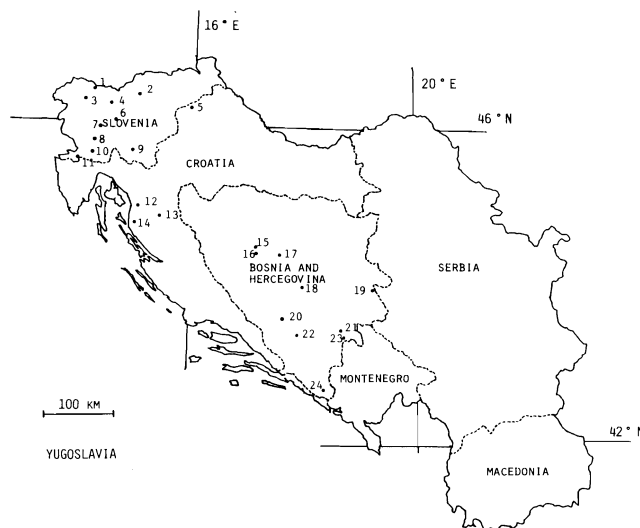 16° E
20° E
46° N
1
2
3
4
5
6
7
SLOVENIA
8
9
10
11
CROATIA
12
13
14
15
16
17
BOSNIA AND
HERCEGOVINA
18
19
SERBIA
20
21
22
23
24
MONTENEGRO
100 KM
42° N
YUGOSLAVIA
MACEDONIA